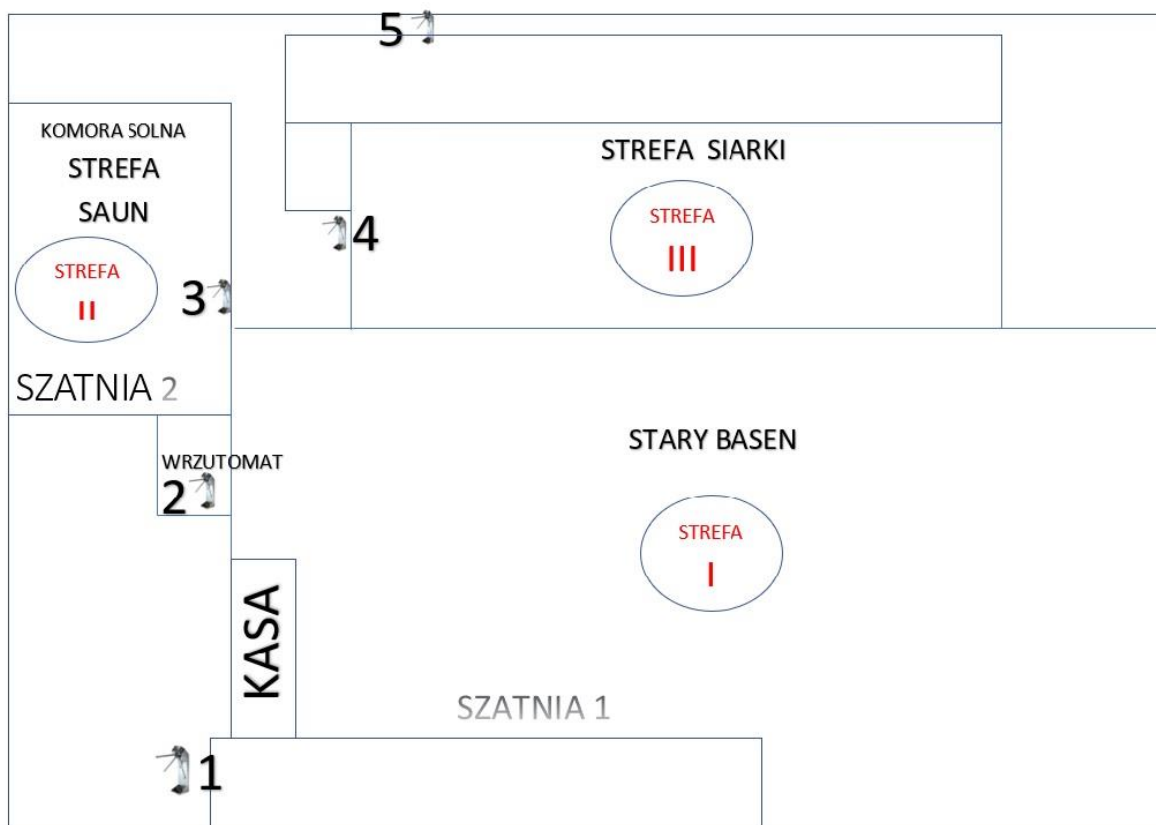 5
KOMORA SOLNA
STREFA
SAUN
STREFA
II
3
SZATNIA 2
STREFA SIARKI
STREFA
III
4
WRZUTOMAT
2
STARY BASEN
STREFA
I
KASA
SZATNIA 1
1